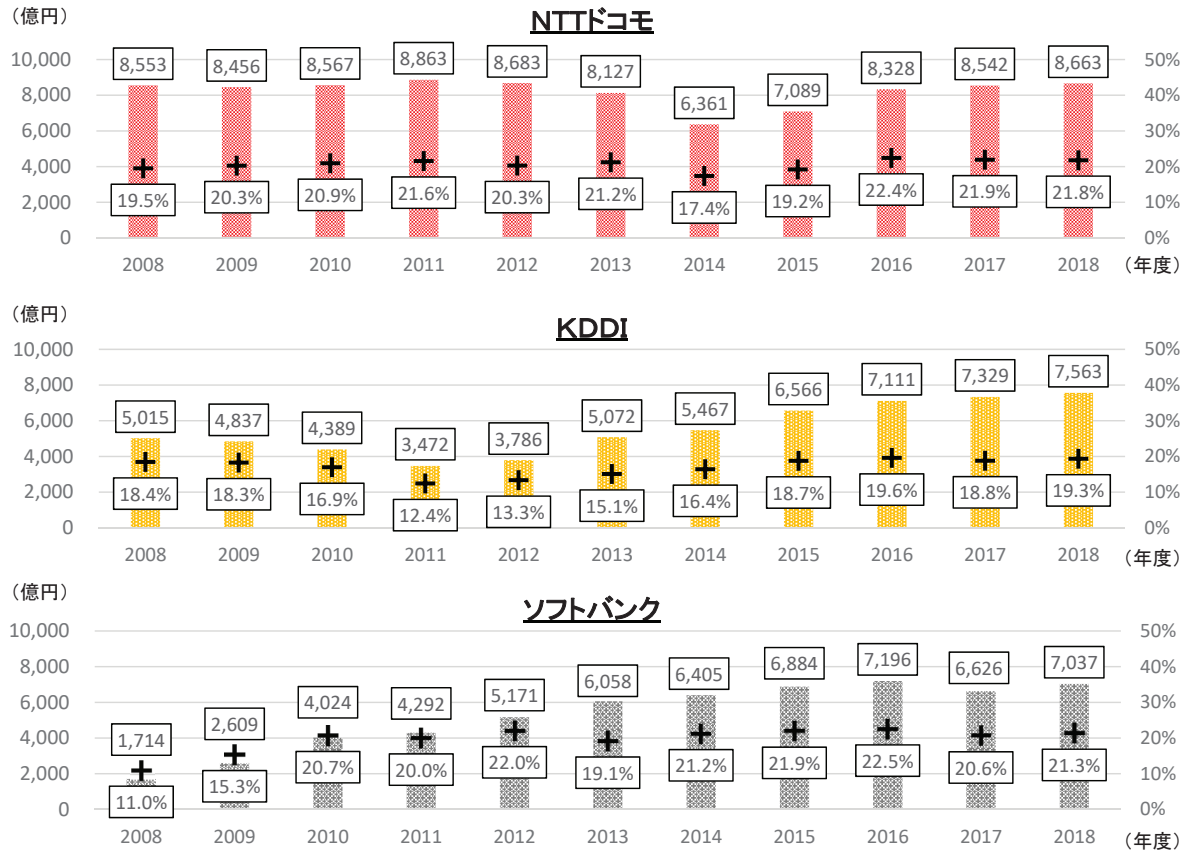 （億円）
NTTドコモ
10,000
8,000
6,000
4,000
2,000
0
50%
40%
30%
20%
10%
0%
8,553 8,456 8,567 8,863 8,683 8,127 6,361 7,089 8,328 8,542 8,663
19.5% 20.3% 20.9% 21.6% 20.3% 21.2% 17.4% 19.2% 22.4% 21.9% 21.8%
2008 2009 2010 2011 2012 2013 2014 2015 2016 2017 2018 （年度）
（億円）
KDDI
10,000
8,000
6,000
4,000
2,000
0
50%
40%
30%
20%
10%
0%
5,015 4,837 4,389 3,472 3,786 5,072 5,467 6,566 7,111 7,329 7,563
18.4% 18.3% 16.9% 12.4% 13.3% 15.1% 16.4% 18.7% 19.6% 18.8% 19.3%
2008 2009 2010 2011 2012 2013 2014 2015 2016 2017 2018 （年度）
（億円）
ソフトバンク
10,000
8,000
6,000
4,000
2,000
0
50%
40%
30%
20%
10%
0%
1,714 2,609 4,024 4,292 5,171 6,058 6,405 6,884 7,196 6,626 7,037
11.0% 15.3% 20.7% 20.0% 22.0% 19.1% 21.2% 21.9% 22.5% 20.6% 21.3%
2008 2009 2010 2011 2012 2013 2014 2015 2016 2017 2018 （年度）